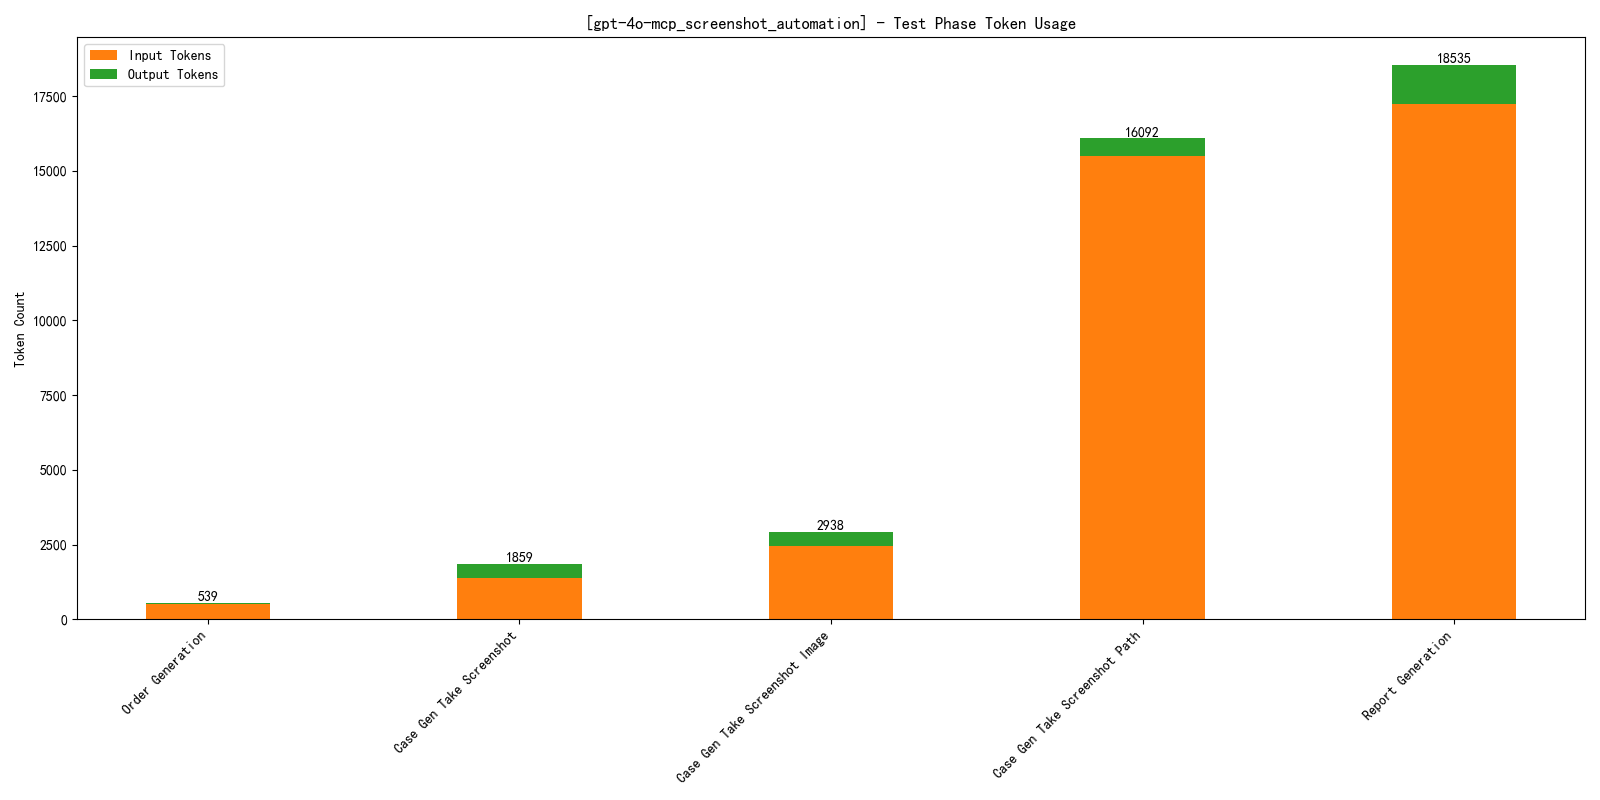 [gpt-4o-mcp_screenshot_automation] - Test Phase Token Usage
Input Tokens
Output Tokens
Token Count
17500
15000
12500
10000
7500
5000
2500
0
539
1859
2938
16092
18535
Order Generation
Case Gen Take Screenshot
Case Gen Take Screenshot Image
Case Gen Take Screenshot Path
Report Generation